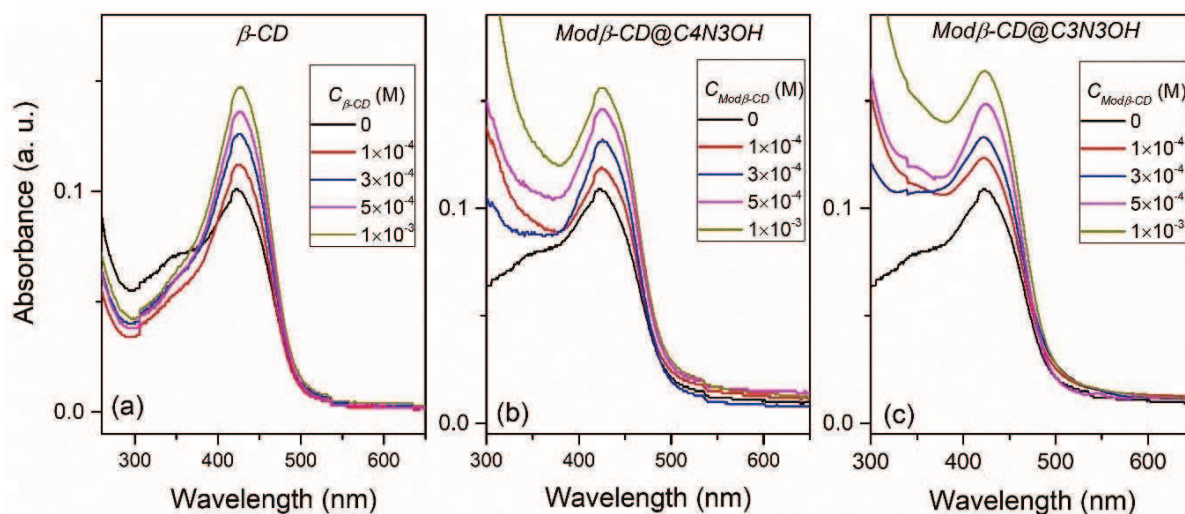 β-CD
C_β-CD (M)
0
1×10⁻⁴
3×10⁻⁴
5×10⁻⁴
1×10⁻³
Absorbance (a. u.)
0.1
0.0
(a)
300 400 500 600
Wavelength (nm)
Modβ-CD@C4N3OH
C_Modβ-CD (M)
0
1×10⁻⁴
3×10⁻⁴
5×10⁻⁴
1×10⁻³
0.1
0.0
(b)
300 400 500 600
Wavelength (nm)
Modβ-CD@C3N3OH
C_Modβ-CD (M)
0
1×10⁻⁴
3×10⁻⁴
5×10⁻⁴
1×10⁻³
0.1
0.0
(c)
300 400 500 600
Wavelength (nm)